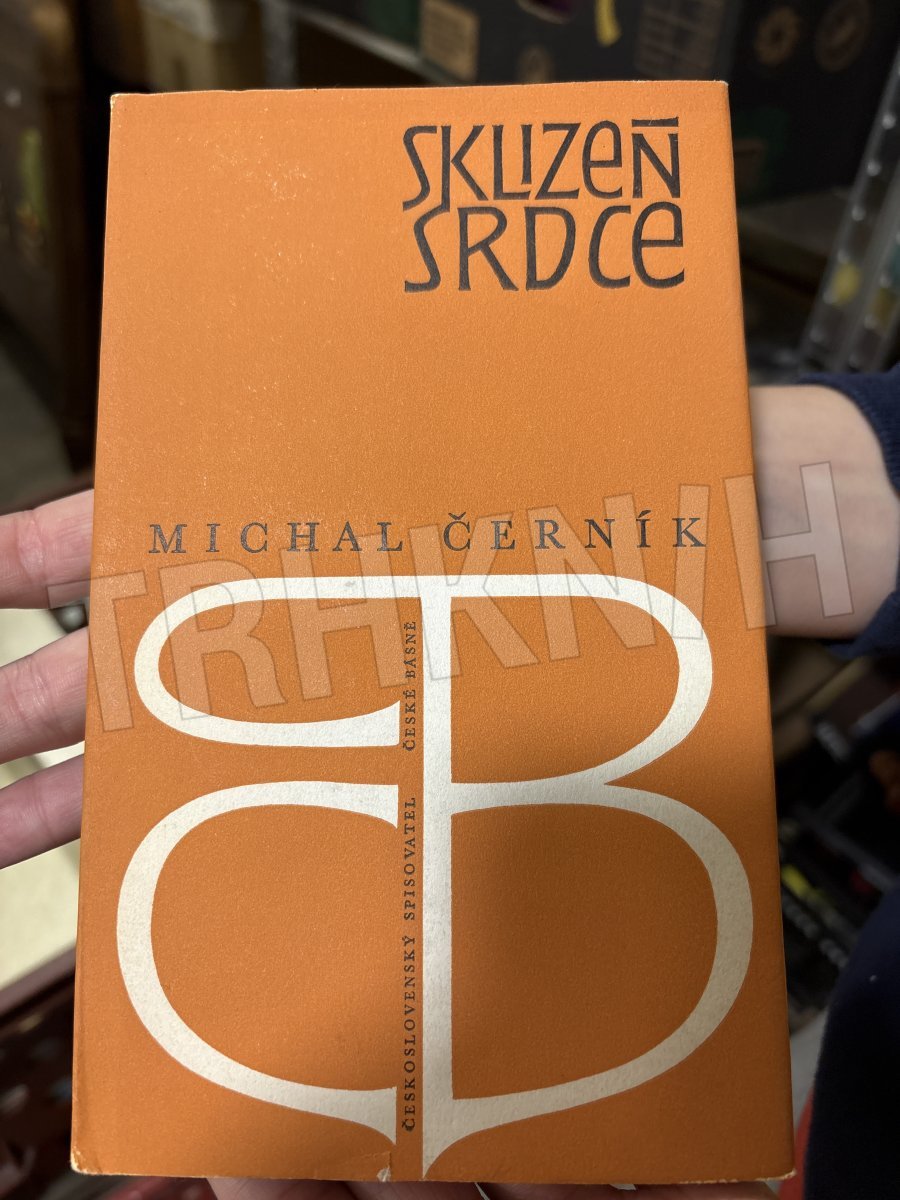 SKLIZEŇ
SRDCE
MICHAL ČERNÍK
ČESKOSLOVENSKÝ SPISOVATEL ČESKÉ BÁSNĚ
TRHKNIH